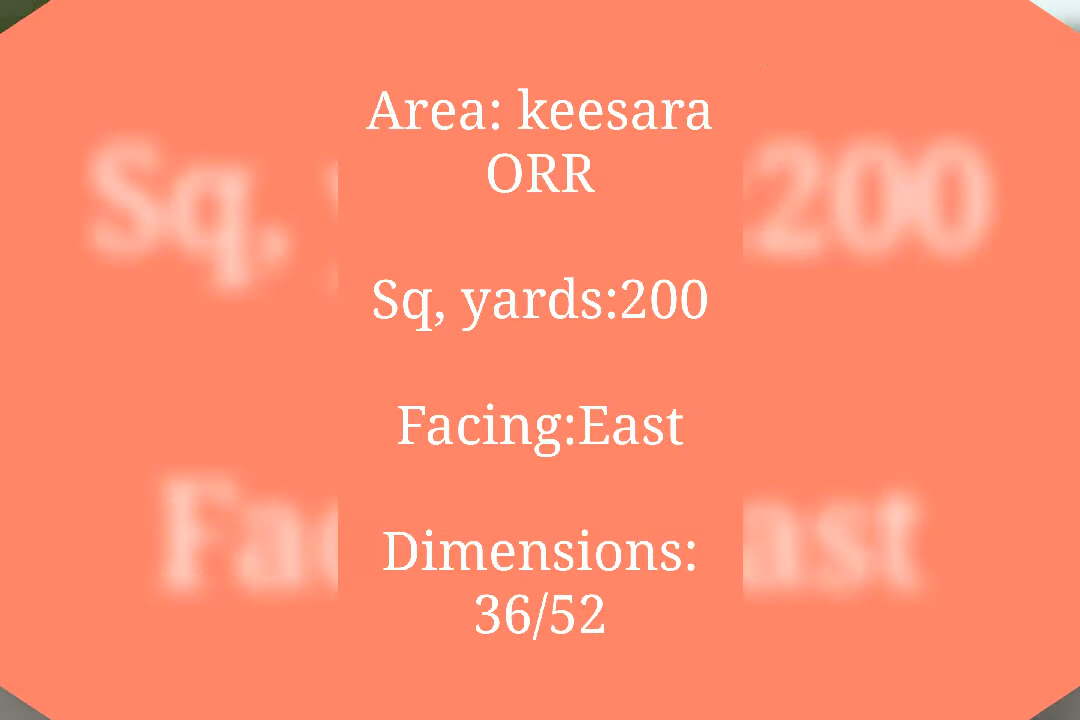 Area: keesara
ORR
Sq, yards:200
Facing:East
Dimensions:
36/52